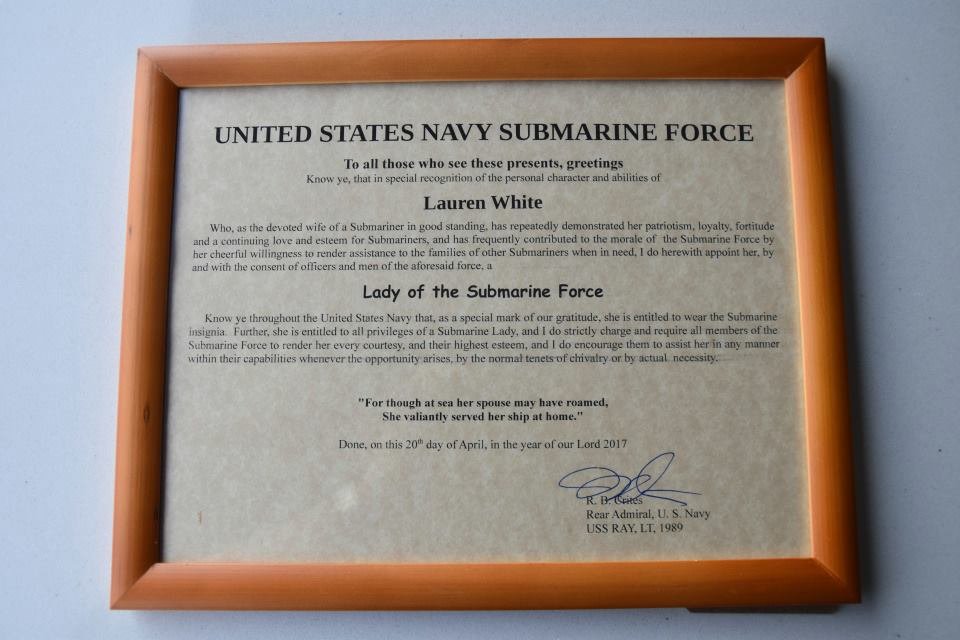 UNITED STATES NAVY SUBMARINE FORCE
To all those who see these presents, greetings
Know ye, that in special recognition of the personal character and abilities of
Lauren White
Who, as the devoted wife of a Submariner in good standing, has repeatedly demonstrated her patriotism, loyalty, fortitude
and a continuing love and esteem for Submariners, and has frequently contributed to the morale of the Submarine Force by
her cheerful willingness to render assistance to the families of other Submariners when in need, I do herewith appoint her, by
and with the consent of officers and men of the aforesaid force, a
Lady of the Submarine Force
Know ye throughout the United States Navy that, as a special mark of our gratitude, she is entitled to wear the Submarine
insignia. Further, she is entitled to all privileges of a Submarine Lady, and I do strictly charge and require all members of the
Submarine Force to render her every courtesy, and their highest esteem, and I do encourage them to assist her in any manner
within their capabilities whenever the opportunity arises, by the normal tenets of chivalry or by actual necessity.
"For though at sea her spouse may have roamed,
She valiantly served her ship at home."
Done, on this 20th day of April, in the year of our Lord 2017
R. B. Crites
Rear Admiral, U. S. Navy
USS RAY, LT, 1989